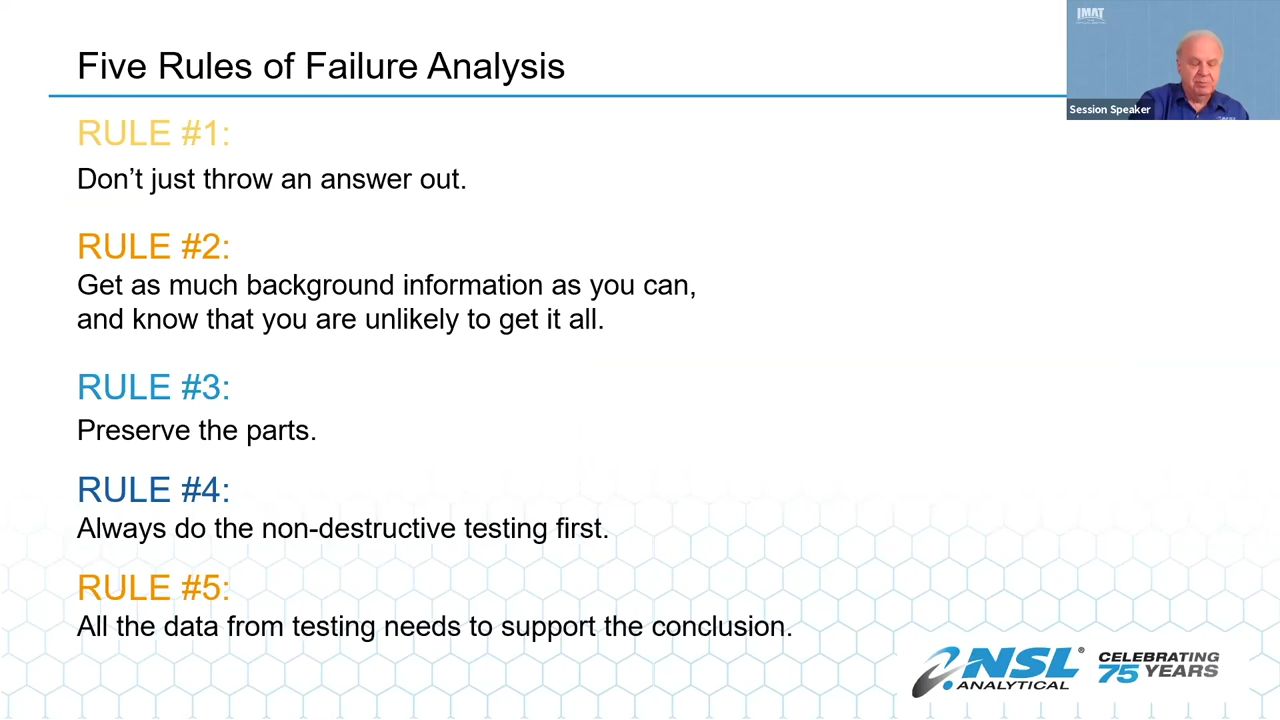 Five Rules of Failure Analysis
IMAT
Session Speaker
RULE #1:
Don't just throw an answer out.
RULE #2:
Get as much background information as you can,
and know that you are unlikely to get it all.
RULE #3:
Preserve the parts.
RULE #4:
Always do the non-destructive testing first.
RULE #5:
All the data from testing needs to support the conclusion.
NSL®
ANALYTICAL
CELEBRATING
75 YEARS